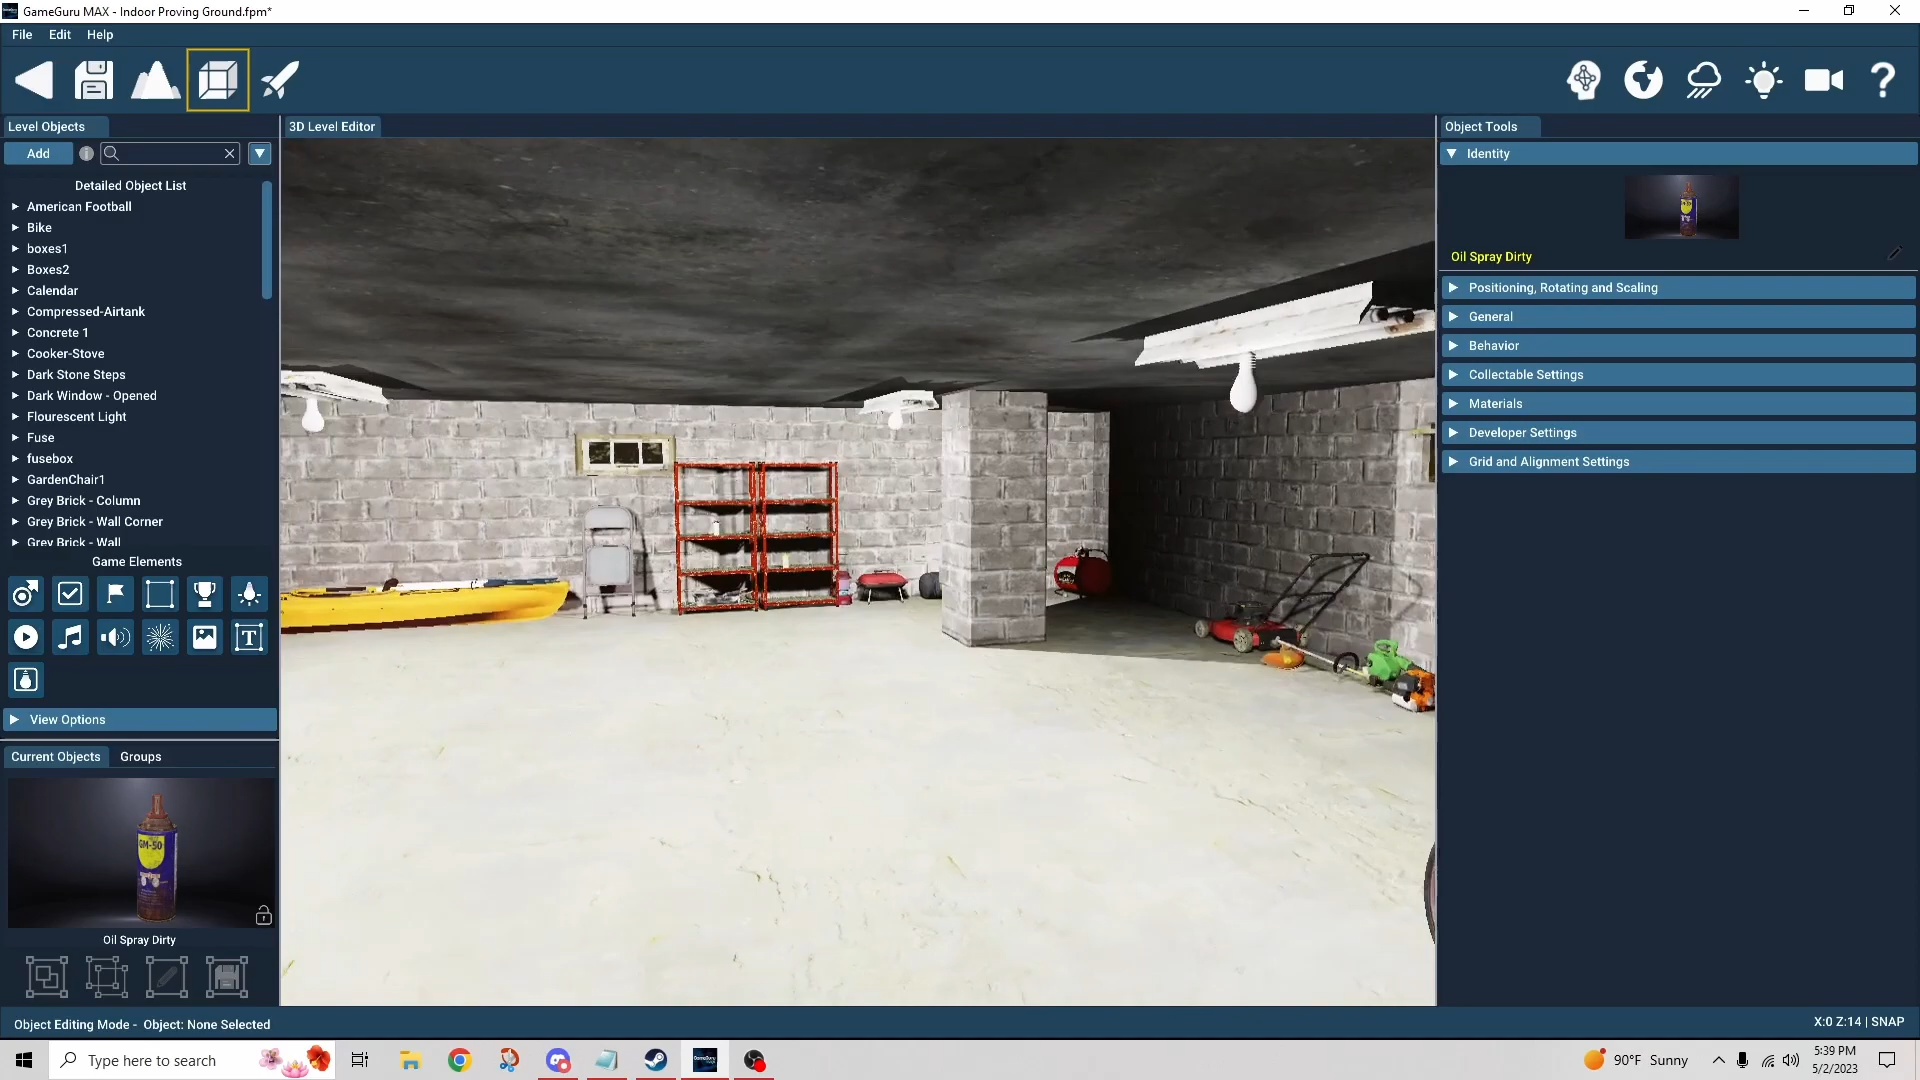 GameGuru MAX - Indoor Proving Ground.fpm*
File Edit Help
Level Objects
Add
Detailed Object List
American Football
Bike
boxes1
Boxes2
Calendar
Compressed-Airtank
Concrete 1
Cooker-Stove
Dark Stone Steps
Dark Window - Opened
Flourescent Light
Fuse
fusebox
GardenChair1
Grey Brick - Column
Grey Brick - Wall Corner
Grey Brick - Wall
Game Elements
View Options
Current Objects Groups
GM-50
Oil Spray Dirty
3D Level Editor
Object Tools
Identity
Oil Spray Dirty
Positioning, Rotating and Scaling
General
Behavior
Collectable Settings
Materials
Developer Settings
Grid and Alignment Settings
Object Editing Mode - Object: None Selected
X:0 Z:14 | SNAP
Type here to search
90°F Sunny
5:39 PM
5/2/2023